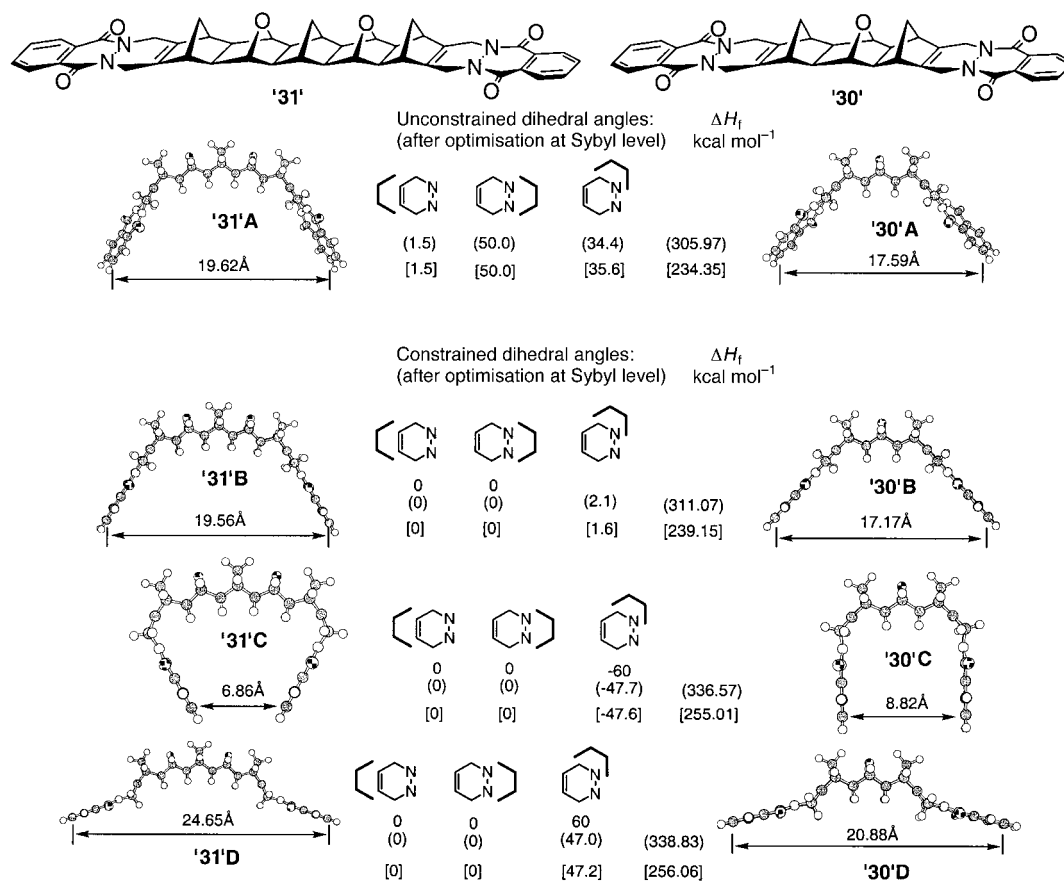 O O O O
N N N N N N N N
O O O O O O
'31' '30'
Unconstrained dihedral angles: ΔHf
(after optimisation at Sybyl level) kcal mol⁻¹
N N N
N N N
'31'A '30'A
(1.5) (50.0) (34.4) (305.97)
[1.5] [50.0] [35.6] [234.35]
19.62Å 17.59Å
Constrained dihedral angles: ΔHf
(after optimisation at Sybyl level) kcal mol⁻¹
N N N
N N N
'31'B '30'B
0 0
(0) (0) (2.1) (311.07)
[0] [0] [1.6] [239.15]
19.56Å 17.17Å
N N N
N N N
'31'C '30'C
0 0 -60
(0) (0) (-47.7) (336.57)
[0] [0] [-47.6] [255.01]
6.86Å 8.82Å
N N N
N N N
0 0 60
(0) (0) (47.0) (338.83)
[0] [0] [47.2] [256.06]
24.65Å 20.88Å
'31'D '30'D